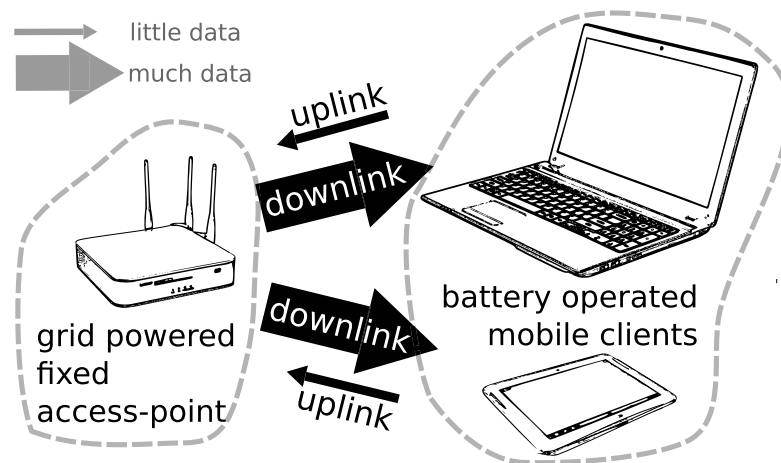 little data
much data
uplink
downlink
downlink
uplink
grid powered
fixed
access-point
battery operated
mobile clients